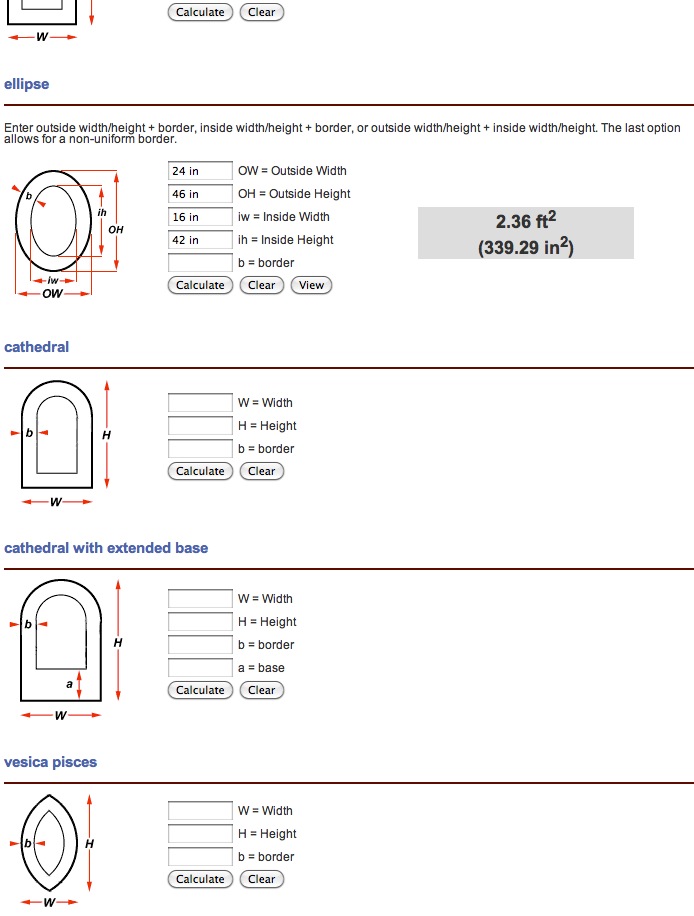 W
Calculate Clear
ellipse
Enter outside width/height + border, inside width/height + border, or outside width/height + inside width/height. The last option
allows for a non-uniform border.
b
ih
OH
iw
OW
24 in OW = Outside Width
46 in OH = Outside Height
16 in iw = Inside Width
42 in ih = Inside Height
b = border
Calculate Clear View
2.36 ft2
(339.29 in2)
cathedral
b
H
W
W = Width
H = Height
b = border
Calculate Clear
cathedral with extended base
b
H
a
W
W = Width
H = Height
b = border
a = base
Calculate Clear
vesica pisces
b
H
W
W = Width
H = Height
b = border
Calculate Clear